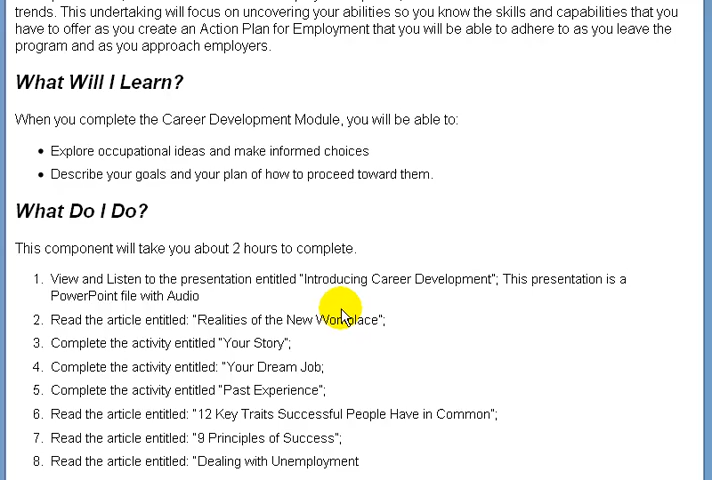 trends. This undertaking will focus on uncovering your abilities so you know the skills and capabilities that you
have to offer as you create an Action Plan for Employment that you will be able to adhere to as you leave the
program and as you approach employers.
What Will I Learn?
When you complete the Career Development Module, you will be able to:
• Explore occupational ideas and make informed choices
• Describe your goals and your plan of how to proceed toward them.
What Do I Do?
This component will take you about 2 hours to complete.
1. View and Listen to the presentation entitled "Introducing Career Development"; This presentation is a
PowerPoint file with Audio
2. Read the article entitled: "Realities of the New Workplace";
3. Complete the activity entitled "Your Story";
4. Complete the activity entitled: "Your Dream Job;
5. Complete the activity entitled "Past Experience";
6. Read the article entitled: "12 Key Traits Successful People Have in Common";
7. Read the article entitled: "9 Principles of Success";
8. Read the article entitled: "Dealing with Unemployment